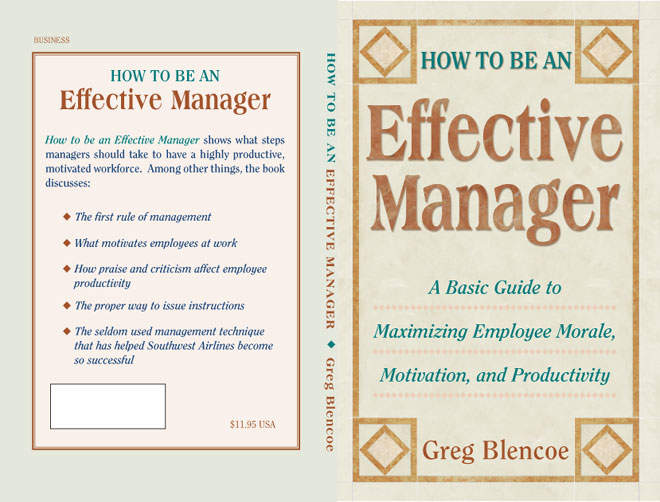 BUSINESS
HOW TO BE AN
Effective Manager
How to be an Effective Manager shows what steps
managers should take to have a highly productive,
motivated workforce. Among other things, the book
discusses:
◆ The first rule of management
◆ What motivates employees at work
◆ How praise and criticism affect employee
productivity
◆ The proper way to issue instructions
◆ The seldom used management technique
that has helped Southwest Airlines become
so successful
$11.95 USA
HOW TO BE AN EFFECTIVE MANAGER ◆ Greg Blencoe
HOW TO BE AN
Effective
Manager
A Basic Guide to
Maximizing Employee Morale,
Motivation, and Productivity
Greg Blencoe